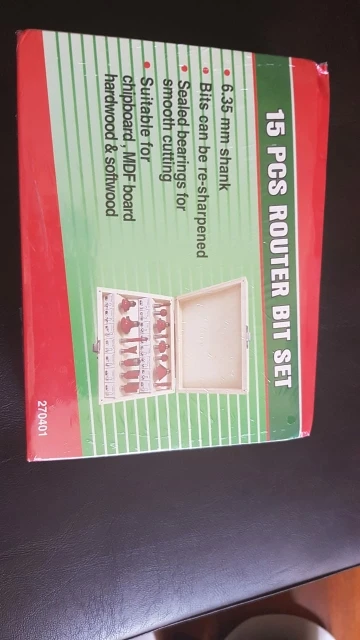 15 PCS ROUTER BIT SET
• 6.35 mm shank
• Bits can be re-sharpened
• Sealed bearings for
smooth cutting
• Suitable for
chipboard, MDF board
hardwood & softwood
270401